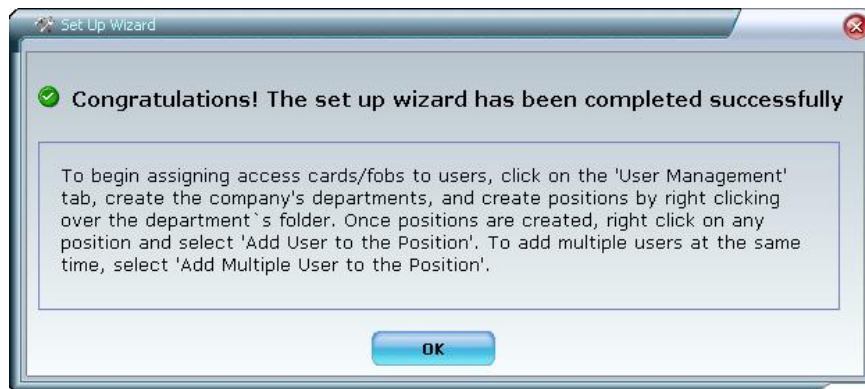 Set Up Wizard
Congratulations! The set up wizard has been completed successfully
To begin assigning access cards/fobs to users, click on the 'User Management'
tab, create the company's departments, and create positions by right clicking
over the department`s folder. Once positions are created, right click on any
position and select 'Add User to the Position'. To add multiple users at the same
time, select 'Add Multiple User to the Position'.
OK